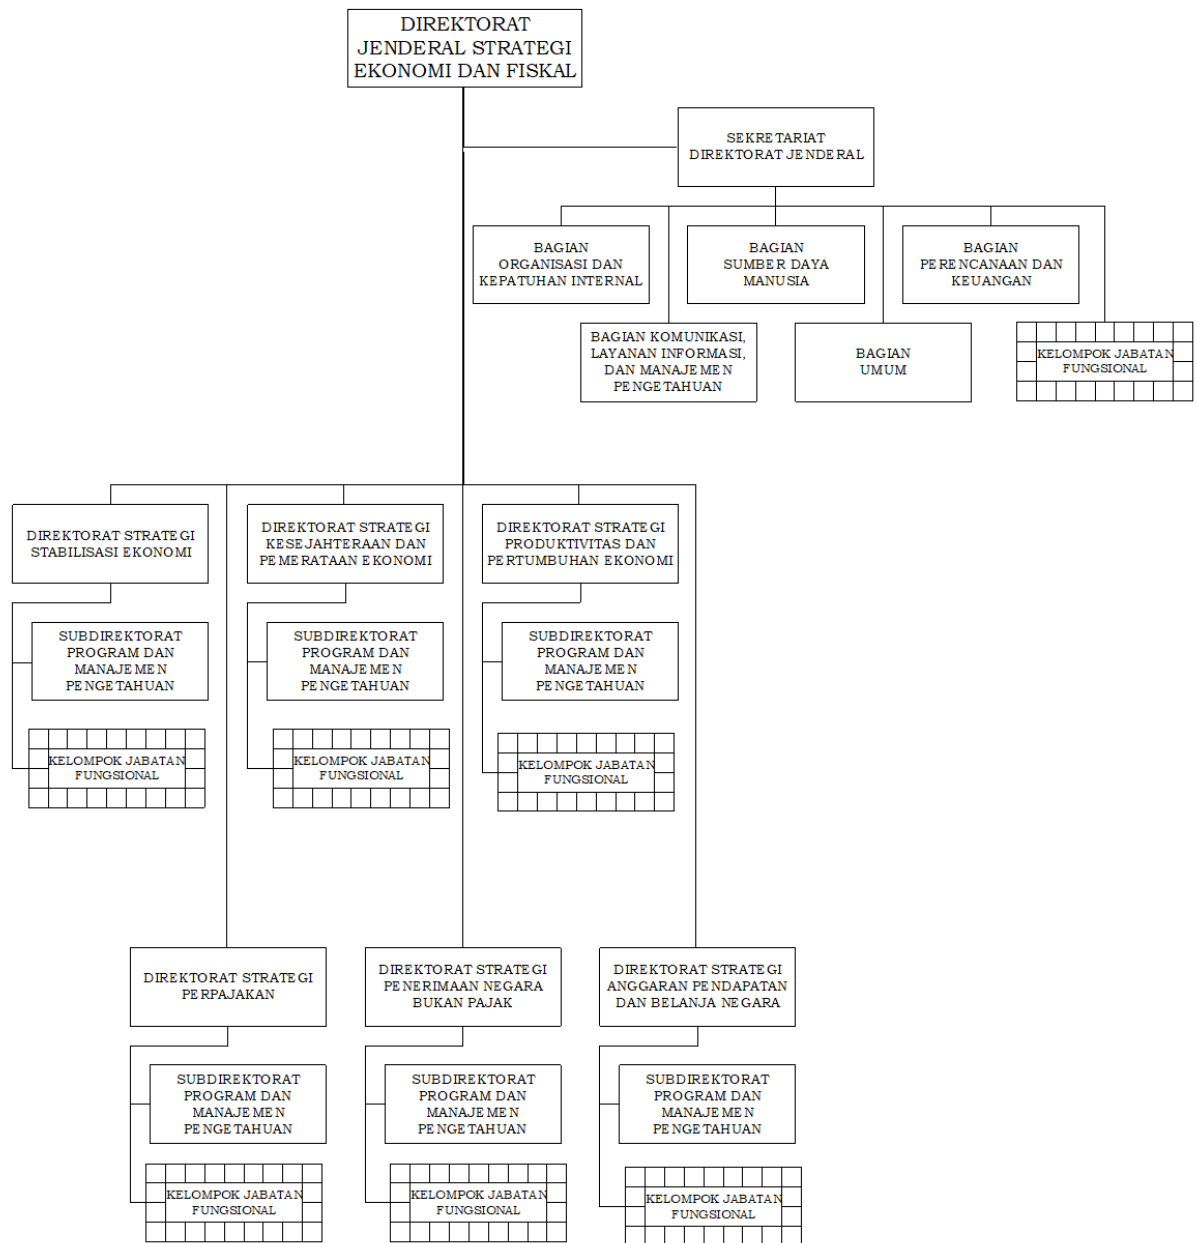 DIREKTORAT
JENDERAL STRATEGI
EKONOMI DAN FISKAL
SEKRETARIAT
DIREKTORAT JENDERAL
BAGIAN
ORGANISASI DAN
KEPATUHAN INTERNAL
BAGIAN
SUMBER DAYA
MANUSIA
BAGIAN
PERENCANAAN DAN
KEUANGAN
BAGIAN KOMUNIKASI,
LAYANAN INFORMASI,
DAN MANAJEMEN
PENGETAHUAN
BAGIAN
UMUM
KELOMPOK JABATAN
FUNGSIONAL
DIREKTORAT STRATEGI
STABILISASI EKONOMI
DIREKTORAT STRATEGI
KESEJAHTERAAN DAN
PEMERATAAN EKONOMI
DIREKTORAT STRATEGI
PRODUKTIVITAS DAN
PERTUMBUHAN EKONOMI
SUBDIREKTORAT
PROGRAM DAN
MANAJEMEN
PENGETAHUAN
SUBDIREKTORAT
PROGRAM DAN
MANAJEMEN
PENGETAHUAN
SUBDIREKTORAT
PROGRAM DAN
MANAJEMEN
PENGETAHUAN
KELOMPOK JABATAN
FUNGSIONAL
KELOMPOK JABATAN
FUNGSIONAL
KELOMPOK JABATAN
FUNGSIONAL
DIREKTORAT STRATEGI
PERPAJAKAN
DIREKTORAT STRATEGI
PENERIMAAN NEGARA
BUKAN PAJAK
DIREKTORAT STRATEGI
ANGGARAN PENDAPATAN
DAN BELANJA NEGARA
SUBDIREKTORAT
PROGRAM DAN
MANAJEMEN
PENGETAHUAN
SUBDIREKTORAT
PROGRAM DAN
MANAJEMEN
PENGETAHUAN
SUBDIREKTORAT
PROGRAM DAN
MANAJEMEN
PENGETAHUAN
KELOMPOK JABATAN
FUNGSIONAL
KELOMPOK JABATAN
FUNGSIONAL
KELOMPOK JABATAN
FUNGSIONAL